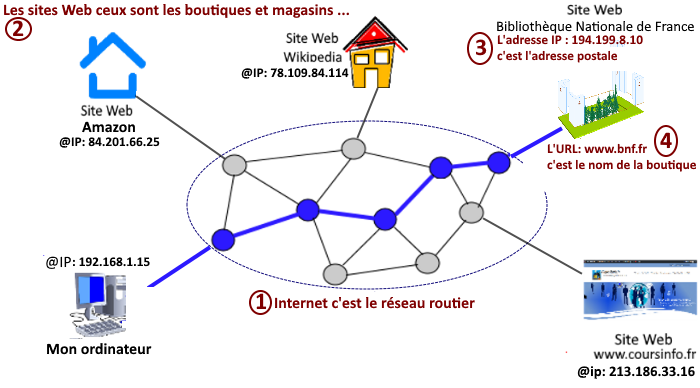 Les sites Web ceux sont les boutiques et magasins ...
2
Site Web
Amazon
@IP: 84.201.66.25
Site Web
Wikipedia
@IP: 78.109.84.114
Site Web
Bibliothèque Nationale de France
3
L'adresse IP : 194.199.8.10
c'est l'adresse postale
4
L'URL: www.bnf.fr
c'est le nom de la boutique
@IP: 192.168.1.15
Mon ordinateur
1 Internet c'est le réseau routier
Site Web
www.coursinfo.fr
@ip: 213.186.33.16